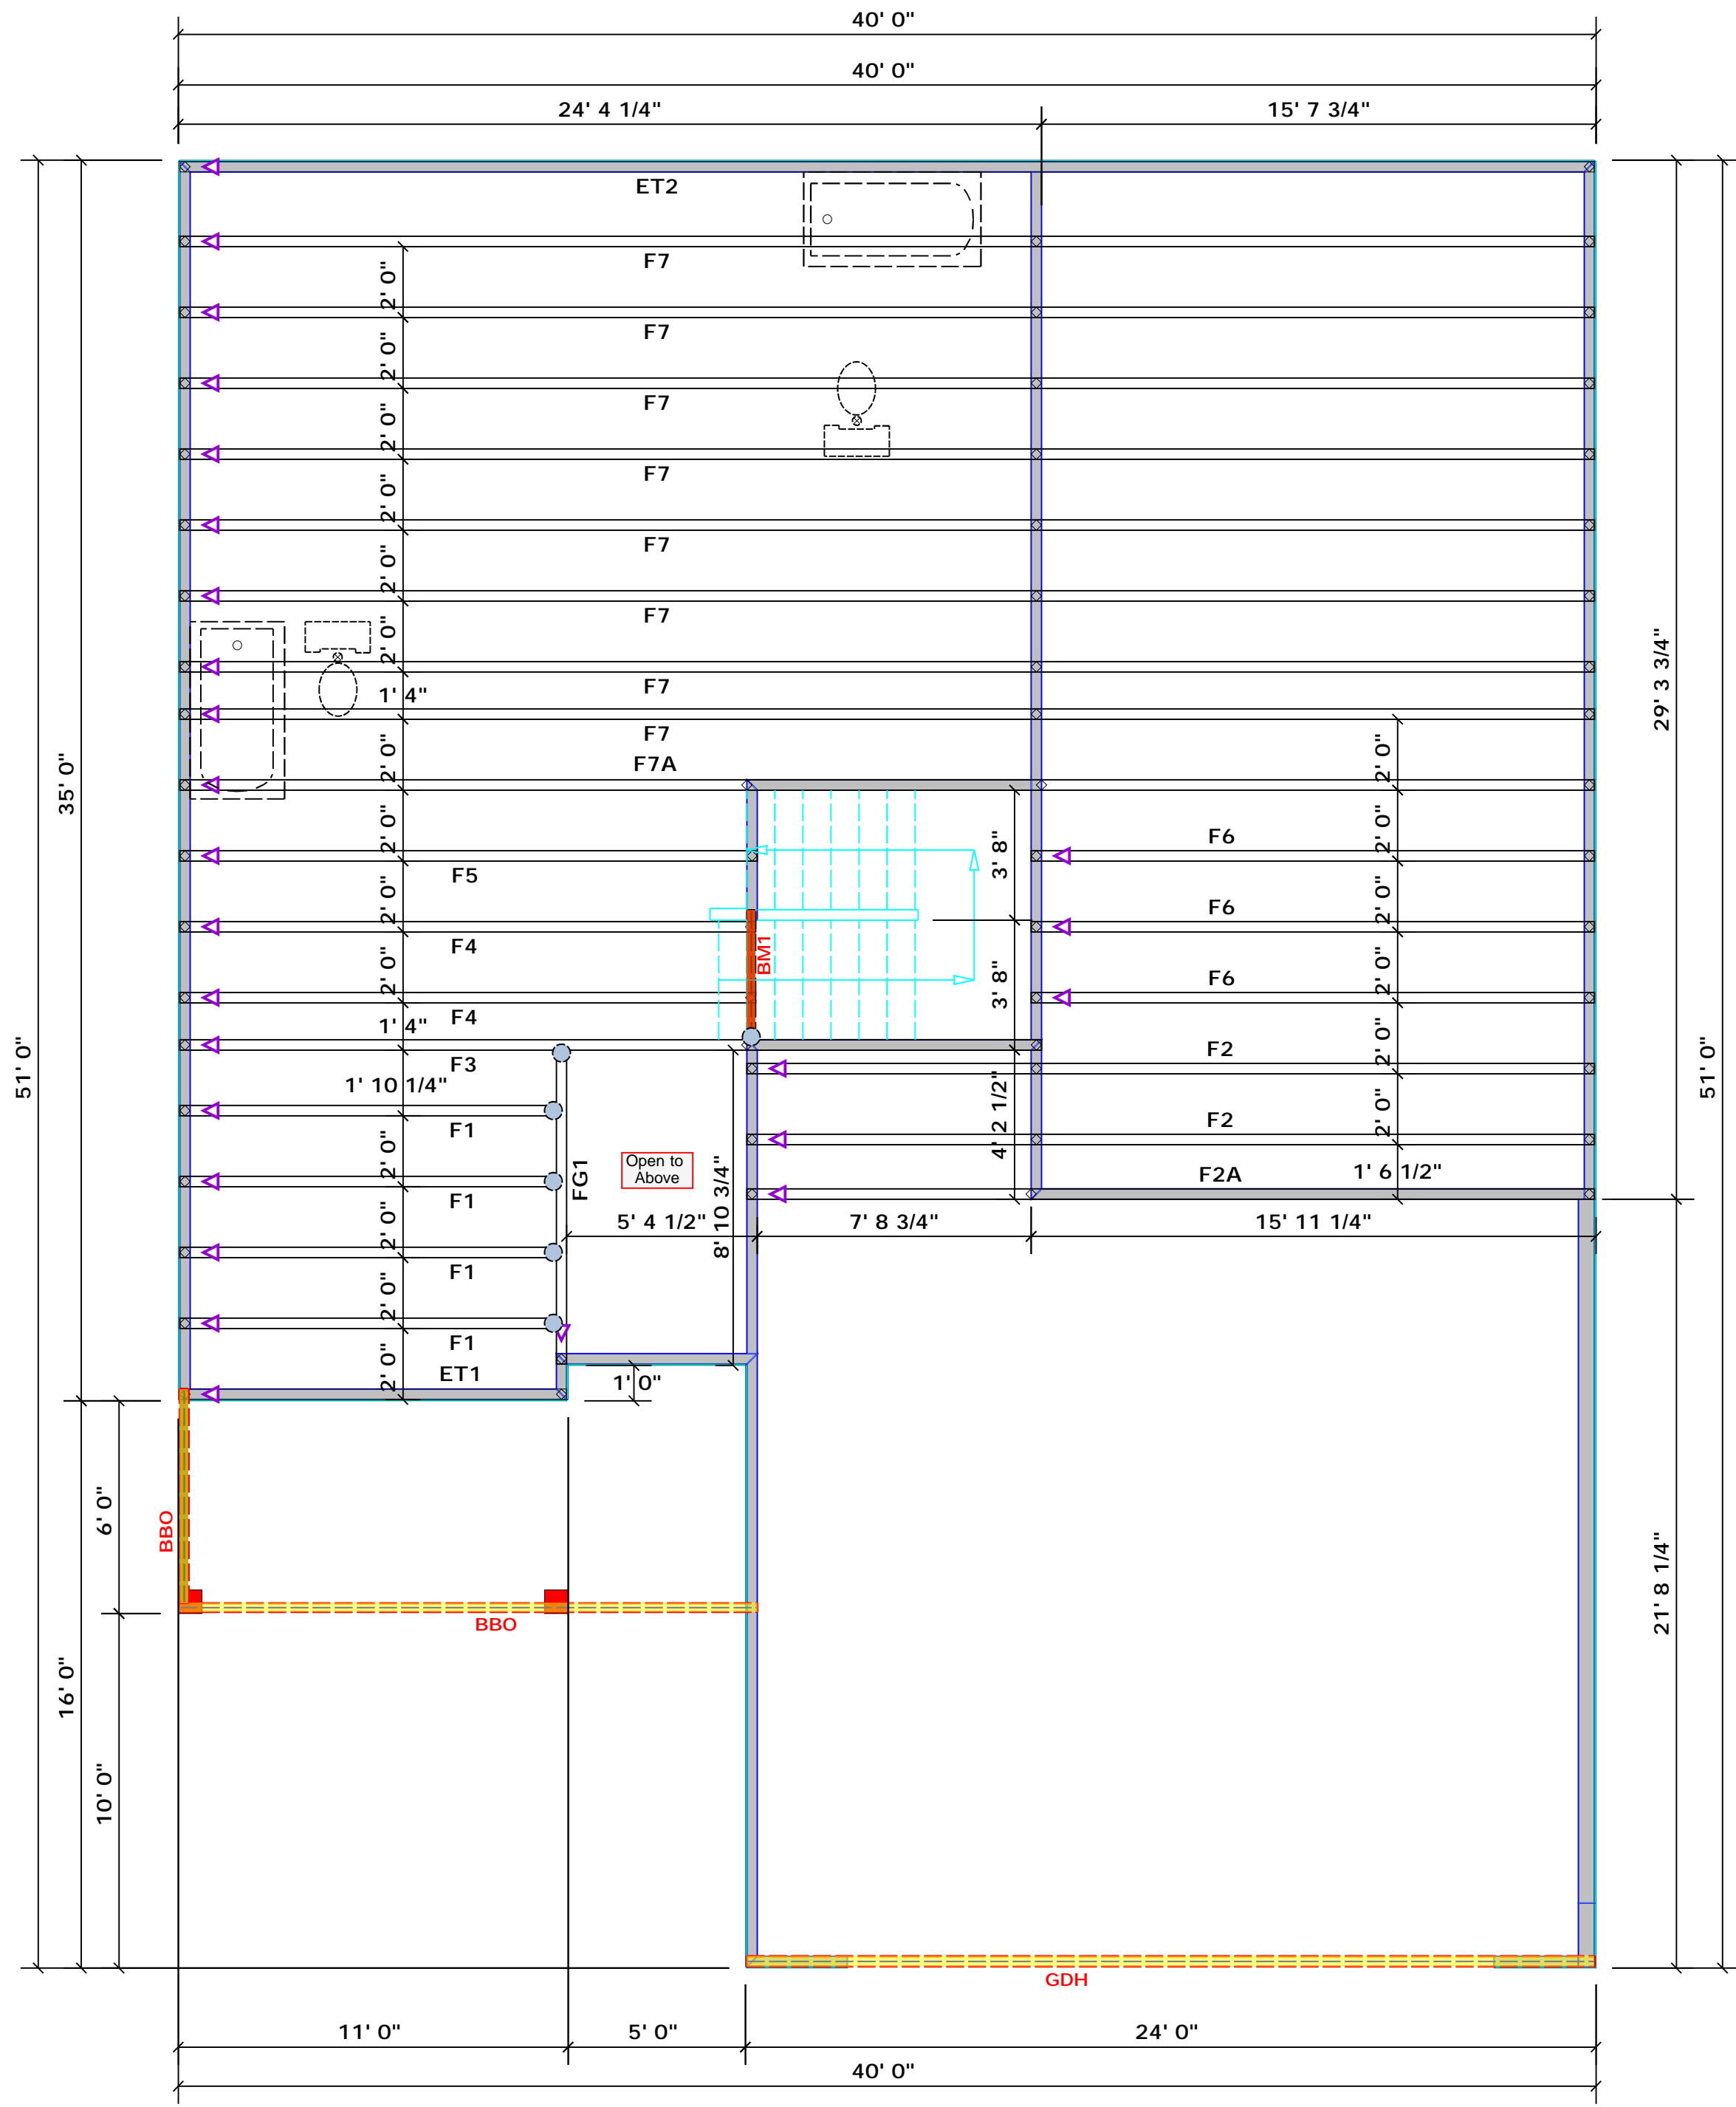 40' 0"
40' 0"
24' 4 1/4"
15' 7 3/4"
ET2
F7
2' 0"
F7
2' 0"
F7
2' 0"
F7
2' 0"
F7
2' 0"
F7
2' 0"
F7
1' 4"
F7
F7A
2' 0"
2' 0"
29' 3 3/4"
35' 0"
2' 0"
F6
2' 0"
3' 8"
F5
2' 0"
F6
2' 0"
F4
BM1
2' 0"
F6
2' 0"
3' 8"
F4
1' 4"
F3
F2
2' 0"
51' 0"
51' 0"
1' 10 1/4"
F1
4' 2 1/2"
F2
2' 0"
2' 0"
Open to
Above
FG1
8' 10 3/4"
F2A
1' 6 1/2"
F1
5' 4 1/2"
7' 8 3/4"
15' 11 1/4"
2' 0"
F1
2' 0"
F1
ET1
2' 0"
1' 0"
6' 0"
BBO
BBO
21' 8 1/4"
16' 0"
10' 0"
GDH
11' 0"
5' 0"
24' 0"
40' 0"